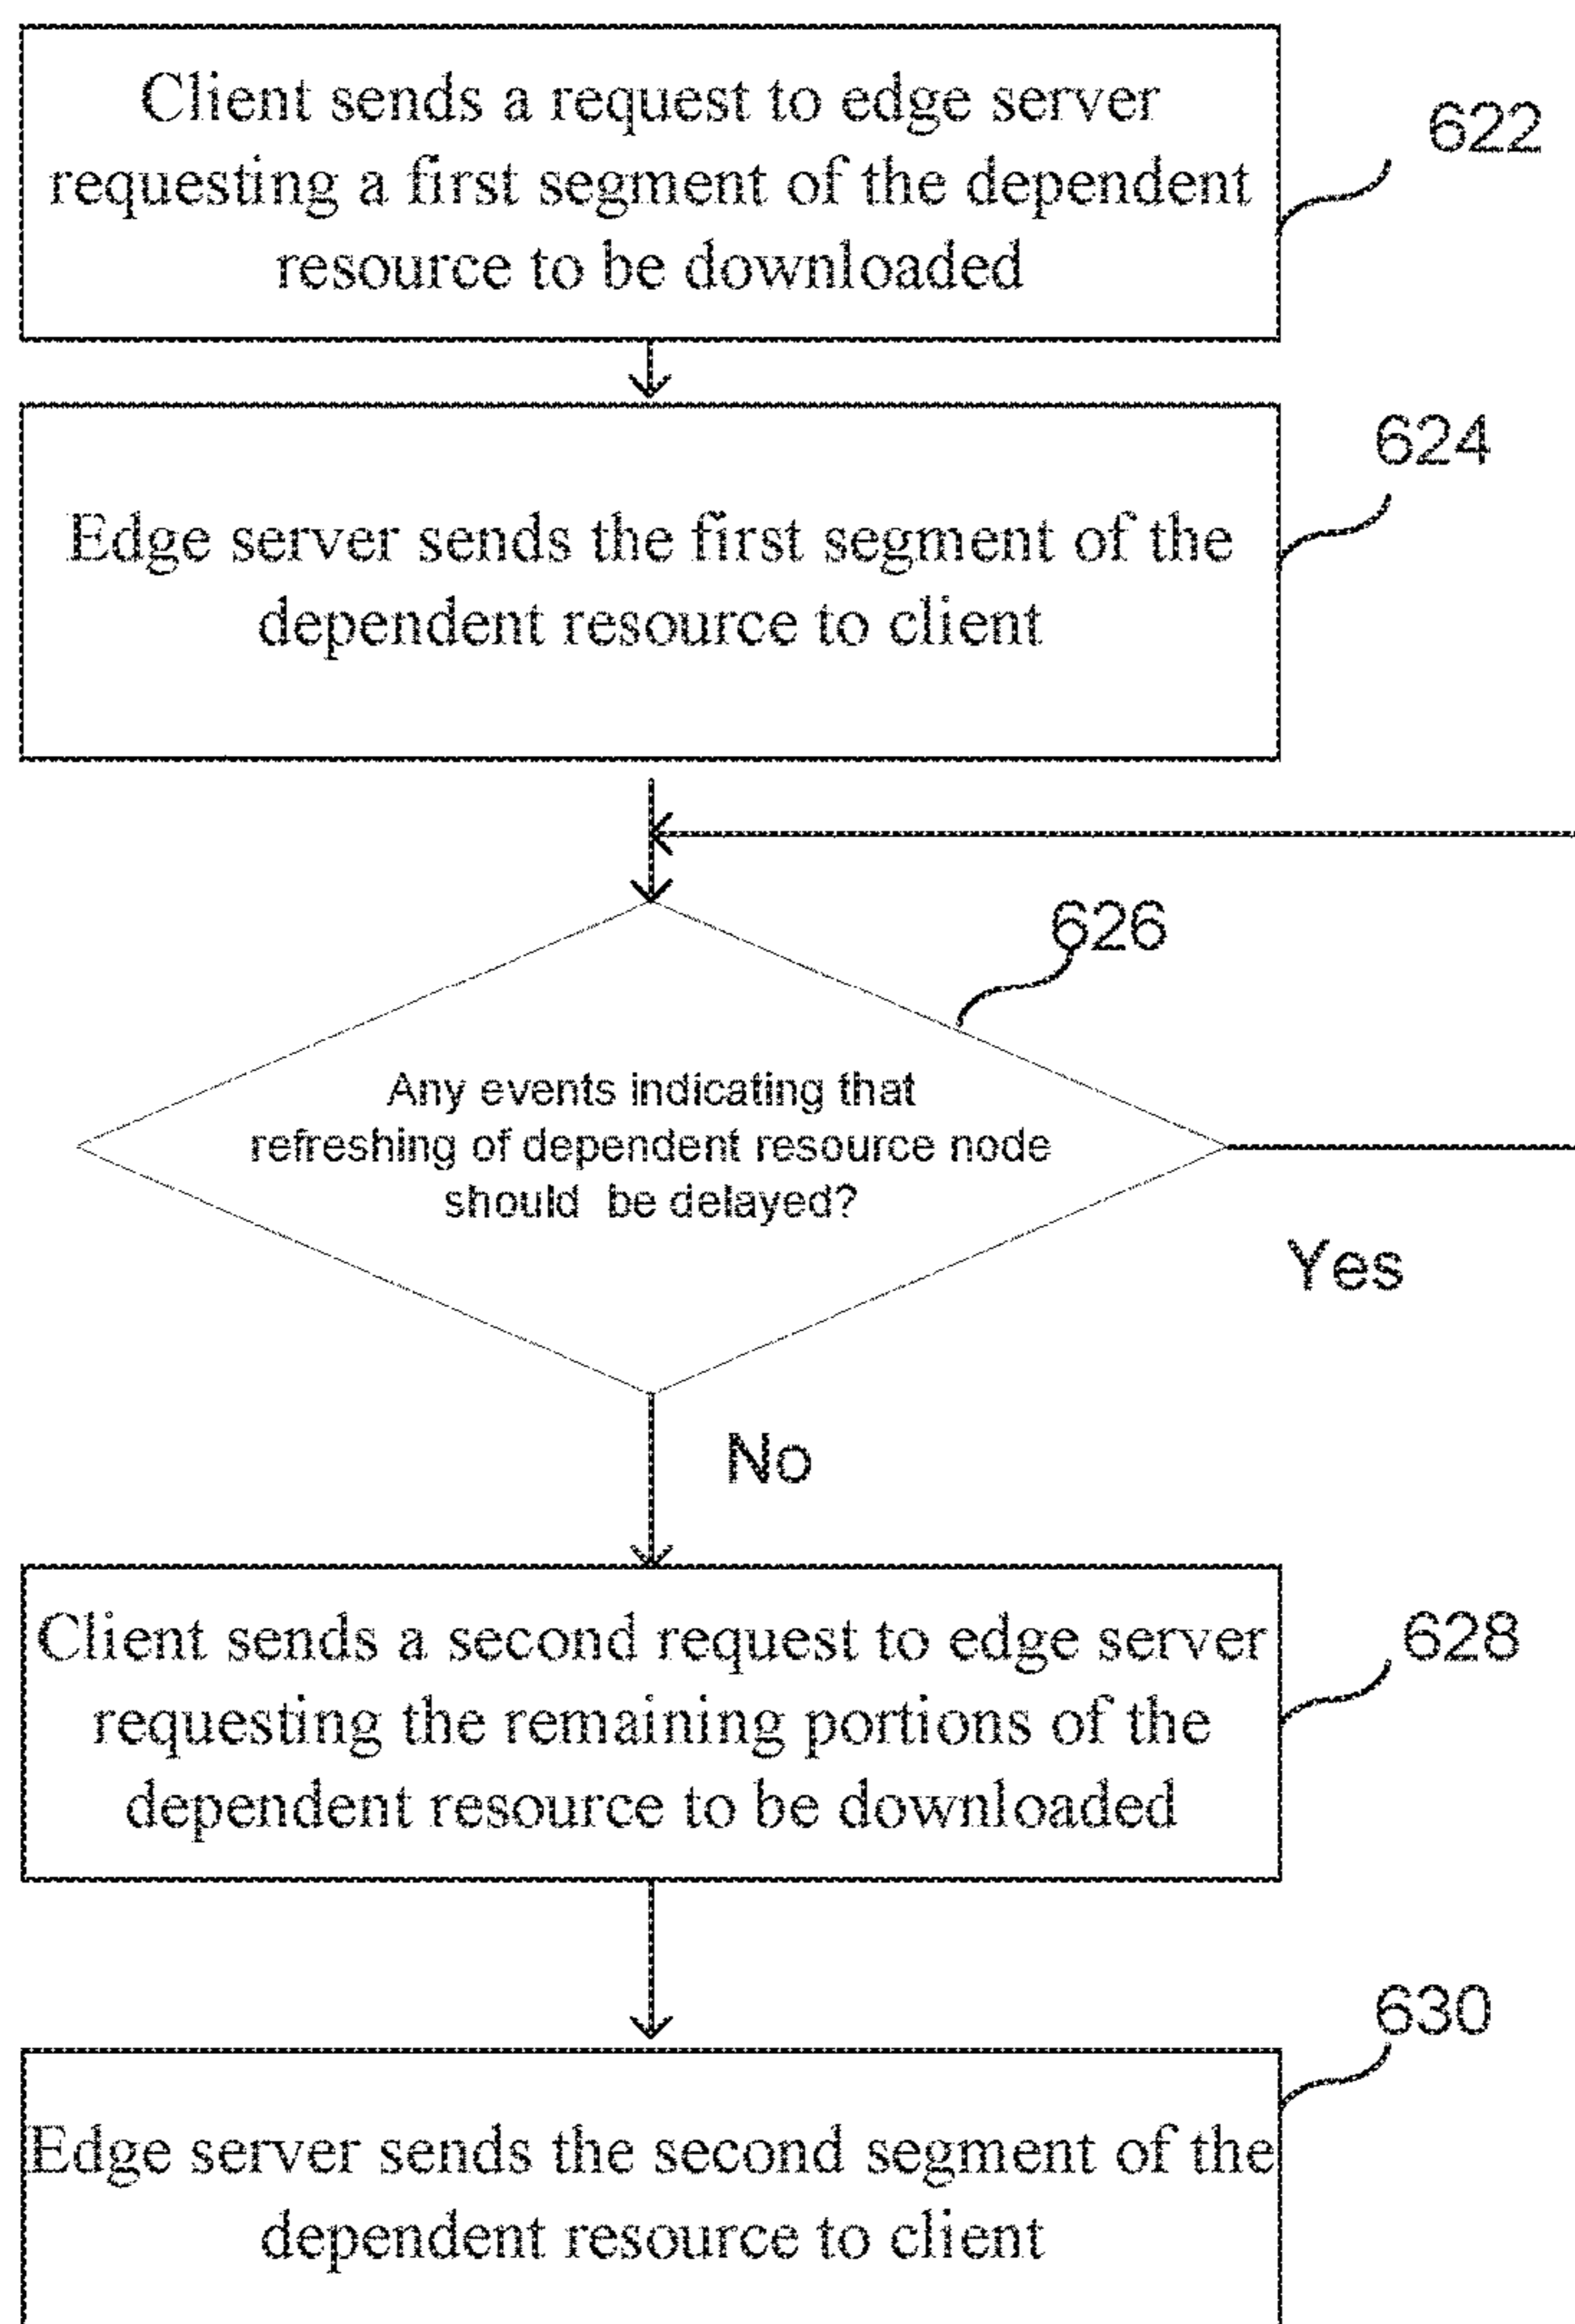 Client sends a request to edge server
requesting a first segment of the dependent
resource to be downloaded
622
624
Edge server sends the first segment of the
dependent resource to client
626
Any events indicating that
refreshing of dependent resource node
should be delayed?
Yes
No
Client sends a second request to edge server
requesting the remaining portions of the
dependent resource to be downloaded
628
630
Edge server sends the second segment of the
dependent resource to client